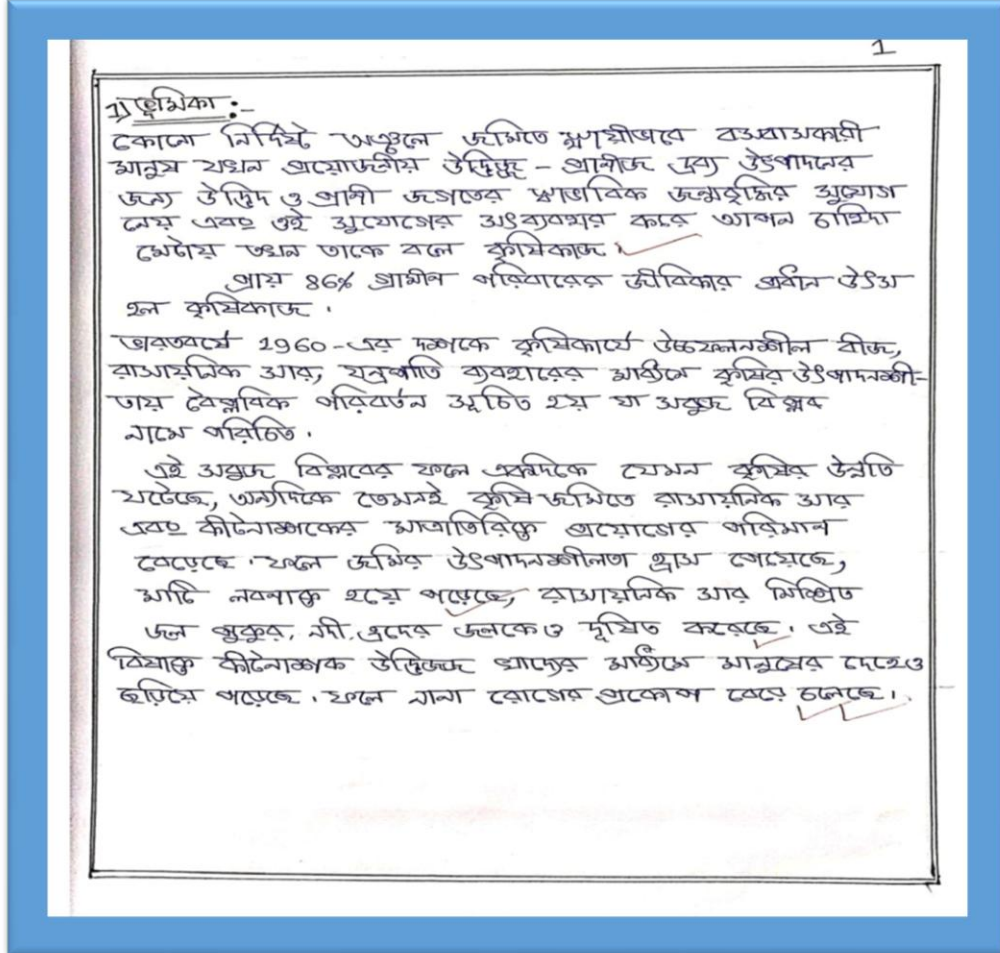 1
1) ভূমিকা :-
কোনো নির্দিষ্ট অঞ্চলে জমিতে স্থায়ীভাবে বসবাসকারী
মানুষ যখন প্রয়োজনীয় উদ্ভিজ্জ - প্রাণীজ দ্রব্য উৎপাদনের
জন্য উদ্ভিদ ও প্রাণী জগতের স্বাভাবিক জন্মবৃদ্ধির সুযোগ
নেয় এবং ওই সুযোগের সৎব্যবহার করে আপন চাহিদা
মেটায় তখন তাকে বলে কৃষিকাজ।
প্রায় 86% গ্রামীন পরিবারের জীবিকার প্রধান উৎস
হল কৃষিকাজ।
ভারতবর্ষে 1960-এর দশকে কৃষিকার্যে উচ্চফলনশীল বীজ,
রাসায়নিক সার, যন্ত্রপাতি ব্যবহারের মাধ্যমে কৃষির উৎপাদনশী-
তায় বৈপ্লবিক পরিবর্তন সূচিত হয় যা সবুজ বিপ্লব
নামে পরিচিত।
এই সবুজ বিপ্লবের ফলে একদিকে যেমন কৃষির উন্নতি
ঘটেছে, অন্যদিকে তেমনই কৃষি জমিতে রাসায়নিক সার
এবং কীটনাশকের মাত্রাতিরিক্ত প্রয়োগের পরিমান
বেড়েছে। ফলে জমির উৎপাদনশীলতা হ্রাস পেয়েছে,
মাটি লবণাক্ত হয়ে পড়েছে, রাসায়নিক সার মিশ্রিত
জল পুকুর, নদী, হ্রদের জলকেও দূষিত করেছে। এই
বিষাক্ত কীটনাশক উদ্ভিজ্জ খাদ্যের মাধ্যমে মানুষের দেহেও
ছড়িয়ে পড়েছে। ফলে নানা রোগের প্রকোপ বেরে চলেছে।